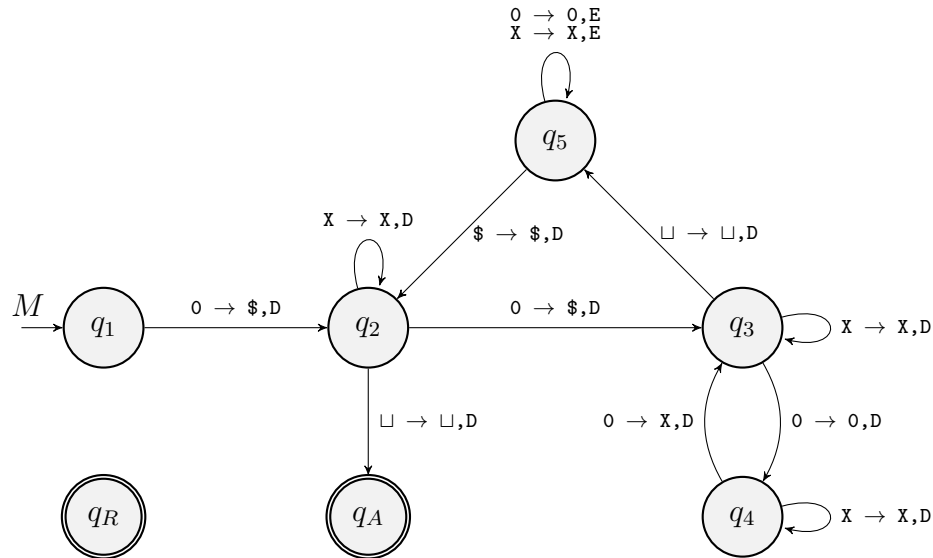 0 → 0,E
X → X,E
q5
X → X,D
$ → $,D
⊔ → ⊔,D
M
q1
0 → $,D
q2
0 → $,D
q3
X → X,D
⊔ → ⊔,D
0 → X,D
0 → 0,D
qR
qA
q4
X → X,D